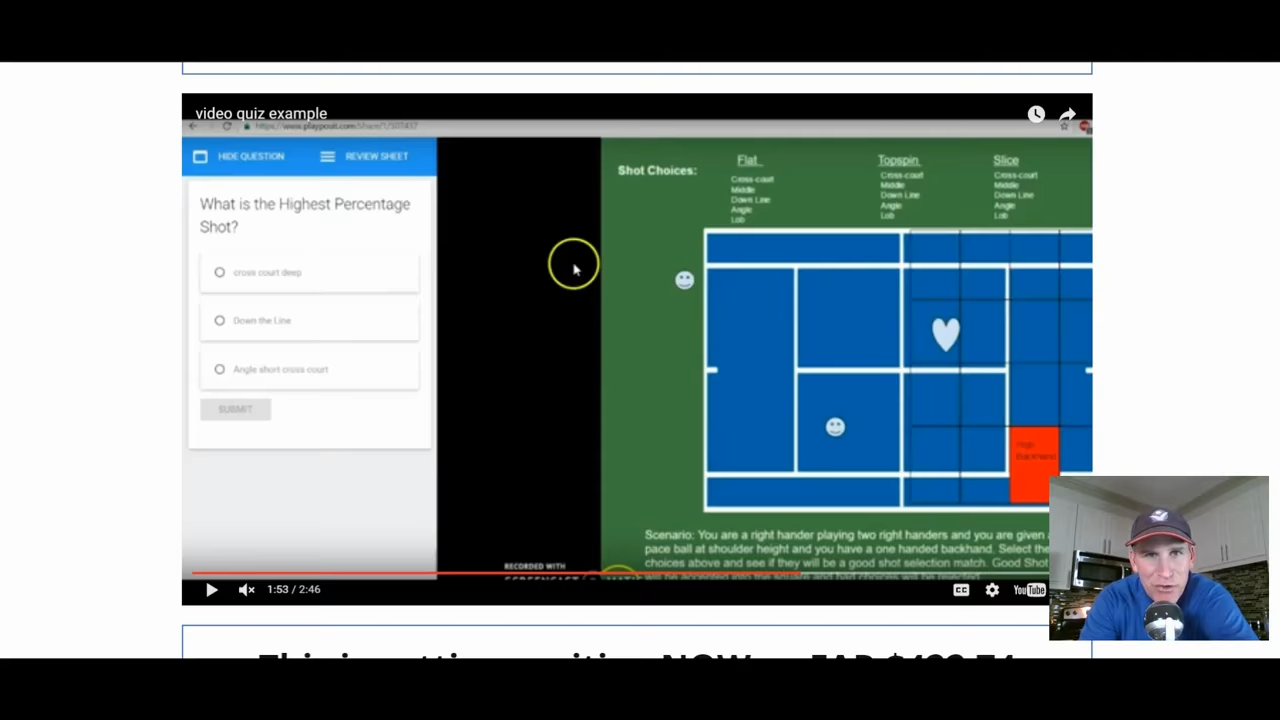 video quiz example
HIDE QUESTION
REVIEW SHEET
What is the Highest Percentage
Shot?
cross court deep
Down the Line
Angle short cross court
SUBMIT
Shot Choices:
Flat
Cross-court
Middle
Down Line
Angle
Lob
Topspin
Cross-court
Middle
Down Line
Angle
Lob
Slice
Cross-court
Middle
Down Line
Angle
Lob
High
Backhand
Scenario: You are a right hander playing two right handers and you are given
pace ball at shoulder height and you have a one handed backhand. Select the
choices above and see if they will be a good shot selection match. Good Shot
RECORDED WITH
1:53 / 2:46
CC
YouTube